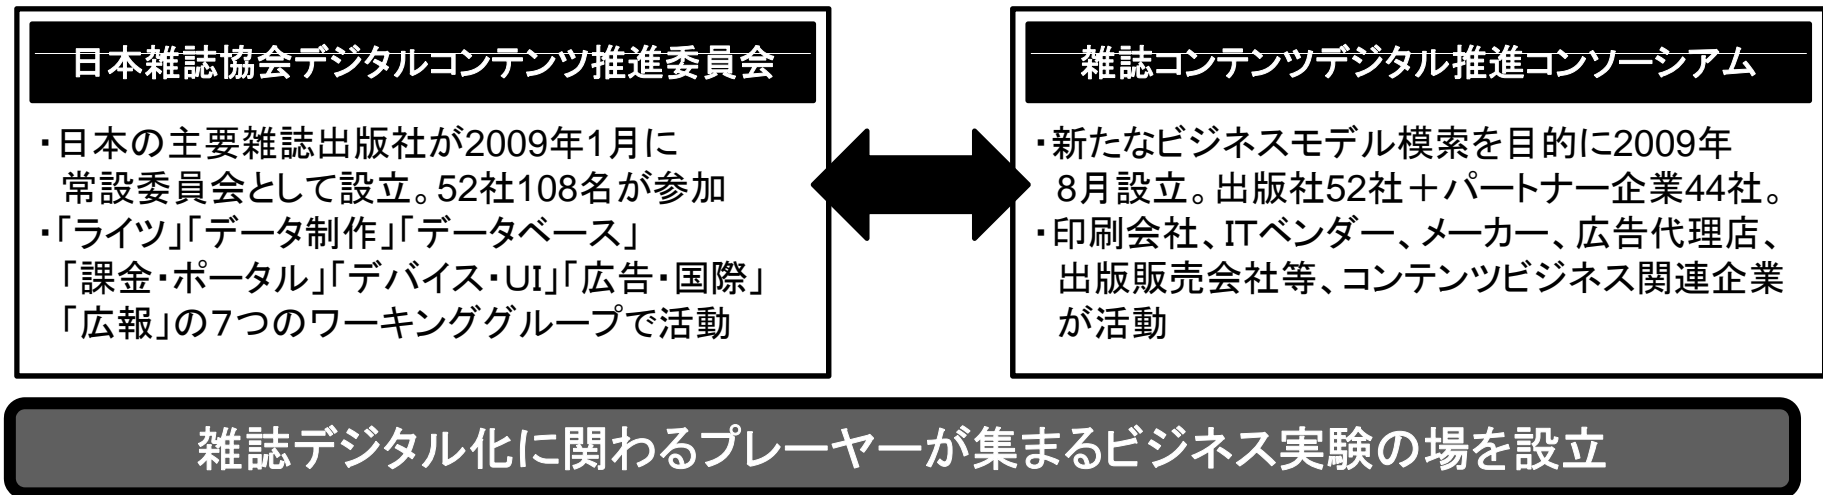 日本雑誌協会デジタルコンテンツ推進委員会
・日本の主要雑誌出版社が2009年1月に
常設委員会として設立。52社108名が参加
・「ライツ」「データ制作」「データベース」
「課金・ポータル」「デバイス・UI」「広告・国際」
「広報」の7つのワーキンググループで活動
雑誌コンテンツデジタル推進コンソーシアム
・新たなビジネスモデル模索を目的に2009年
8月設立。出版社52社＋パートナー企業44社。
・印刷会社、ITベンダー、メーカー、広告代理店、
出版販売会社等、コンテンツビジネス関連企業
が活動
雑誌デジタル化に関わるプレーヤーが集まるビジネス実験の場を設立